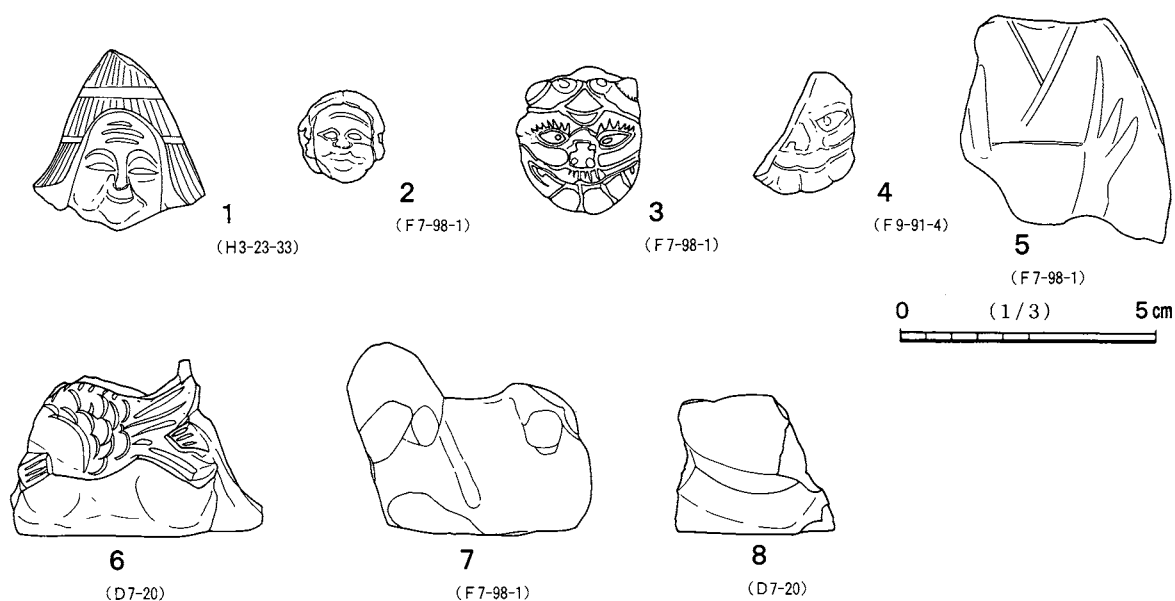 1
(H3-23-33)
2
(F7-98-1)
3
(F7-98-1)
4
(F9-91-4)
5
(F7-98-1)
0 (1/3) 5cm
6
(D7-20)
7
(F7-98-1)
8
(D7-20)